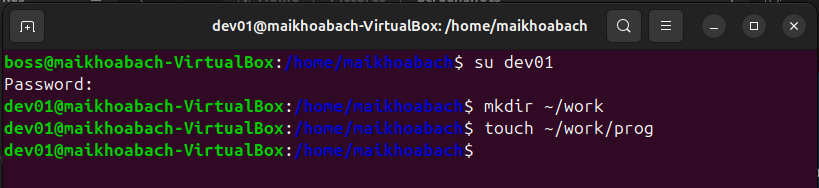 dev01@maikhoabach-VirtualBox: /home/maikhoabach
boss@maikhoabach-VirtualBox:/home/maikhoabach$ su dev01
Password:
dev01@maikhoabach-VirtualBox:/home/maikhoabach$ mkdir ~/work
dev01@maikhoabach-VirtualBox:/home/maikhoabach$ touch ~/work/prog
dev01@maikhoabach-VirtualBox:/home/maikhoabach$